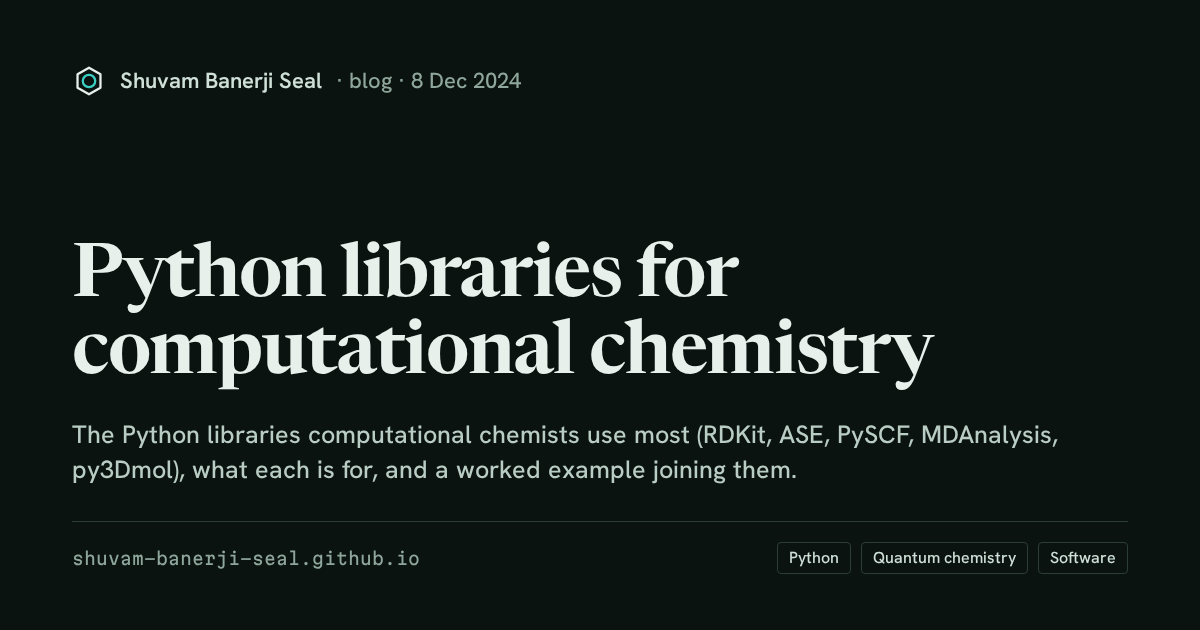 Shuvam Banerji Seal · blog · 8 Dec 2024
Python libraries for
computational chemistry
The Python libraries computational chemists use most (RDKit, ASE, PySCF, MDAnalysis,
py3Dmol), what each is for, and a worked example joining them.
shuvam-banerji-seal.github.io
Python
Quantum chemistry
Software